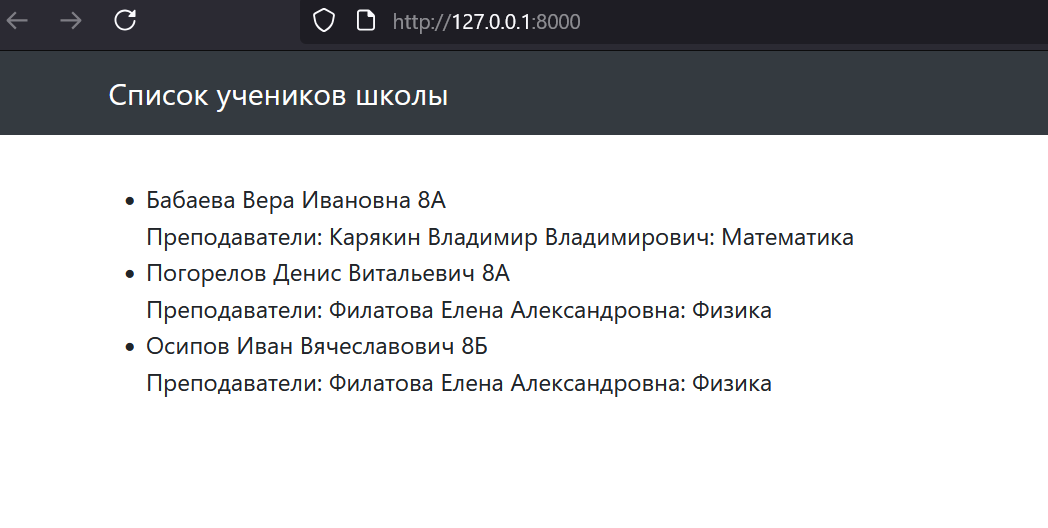 http://127.0.0.1:8000
Список учеников школы
Бабаева Вера Ивановна 8А
Преподаватели: Карякин Владимир Владимирович: Математика
Погорелов Денис Витальевич 8А
Преподаватели: Филатова Елена Александровна: Физика
Осипов Иван Вячеславович 8Б
Преподаватели: Филатова Елена Александровна: Физика